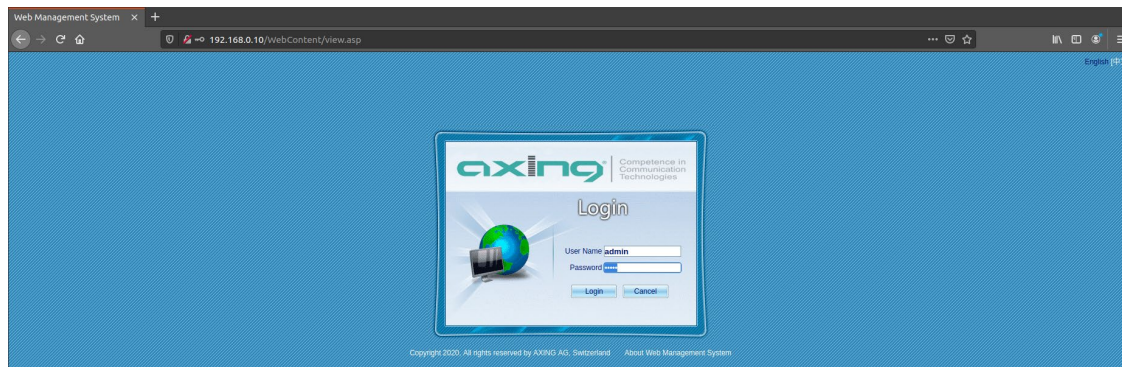 Web Management System
192.168.0.10/WebContent/view.asp
English [中
axing
Competence in
Communication
Technologies
Login
User Name admin
Password •••••
Login Cancel
Copyright 2020, All rights reserved by AXING AG, Switzerland About Web Management System